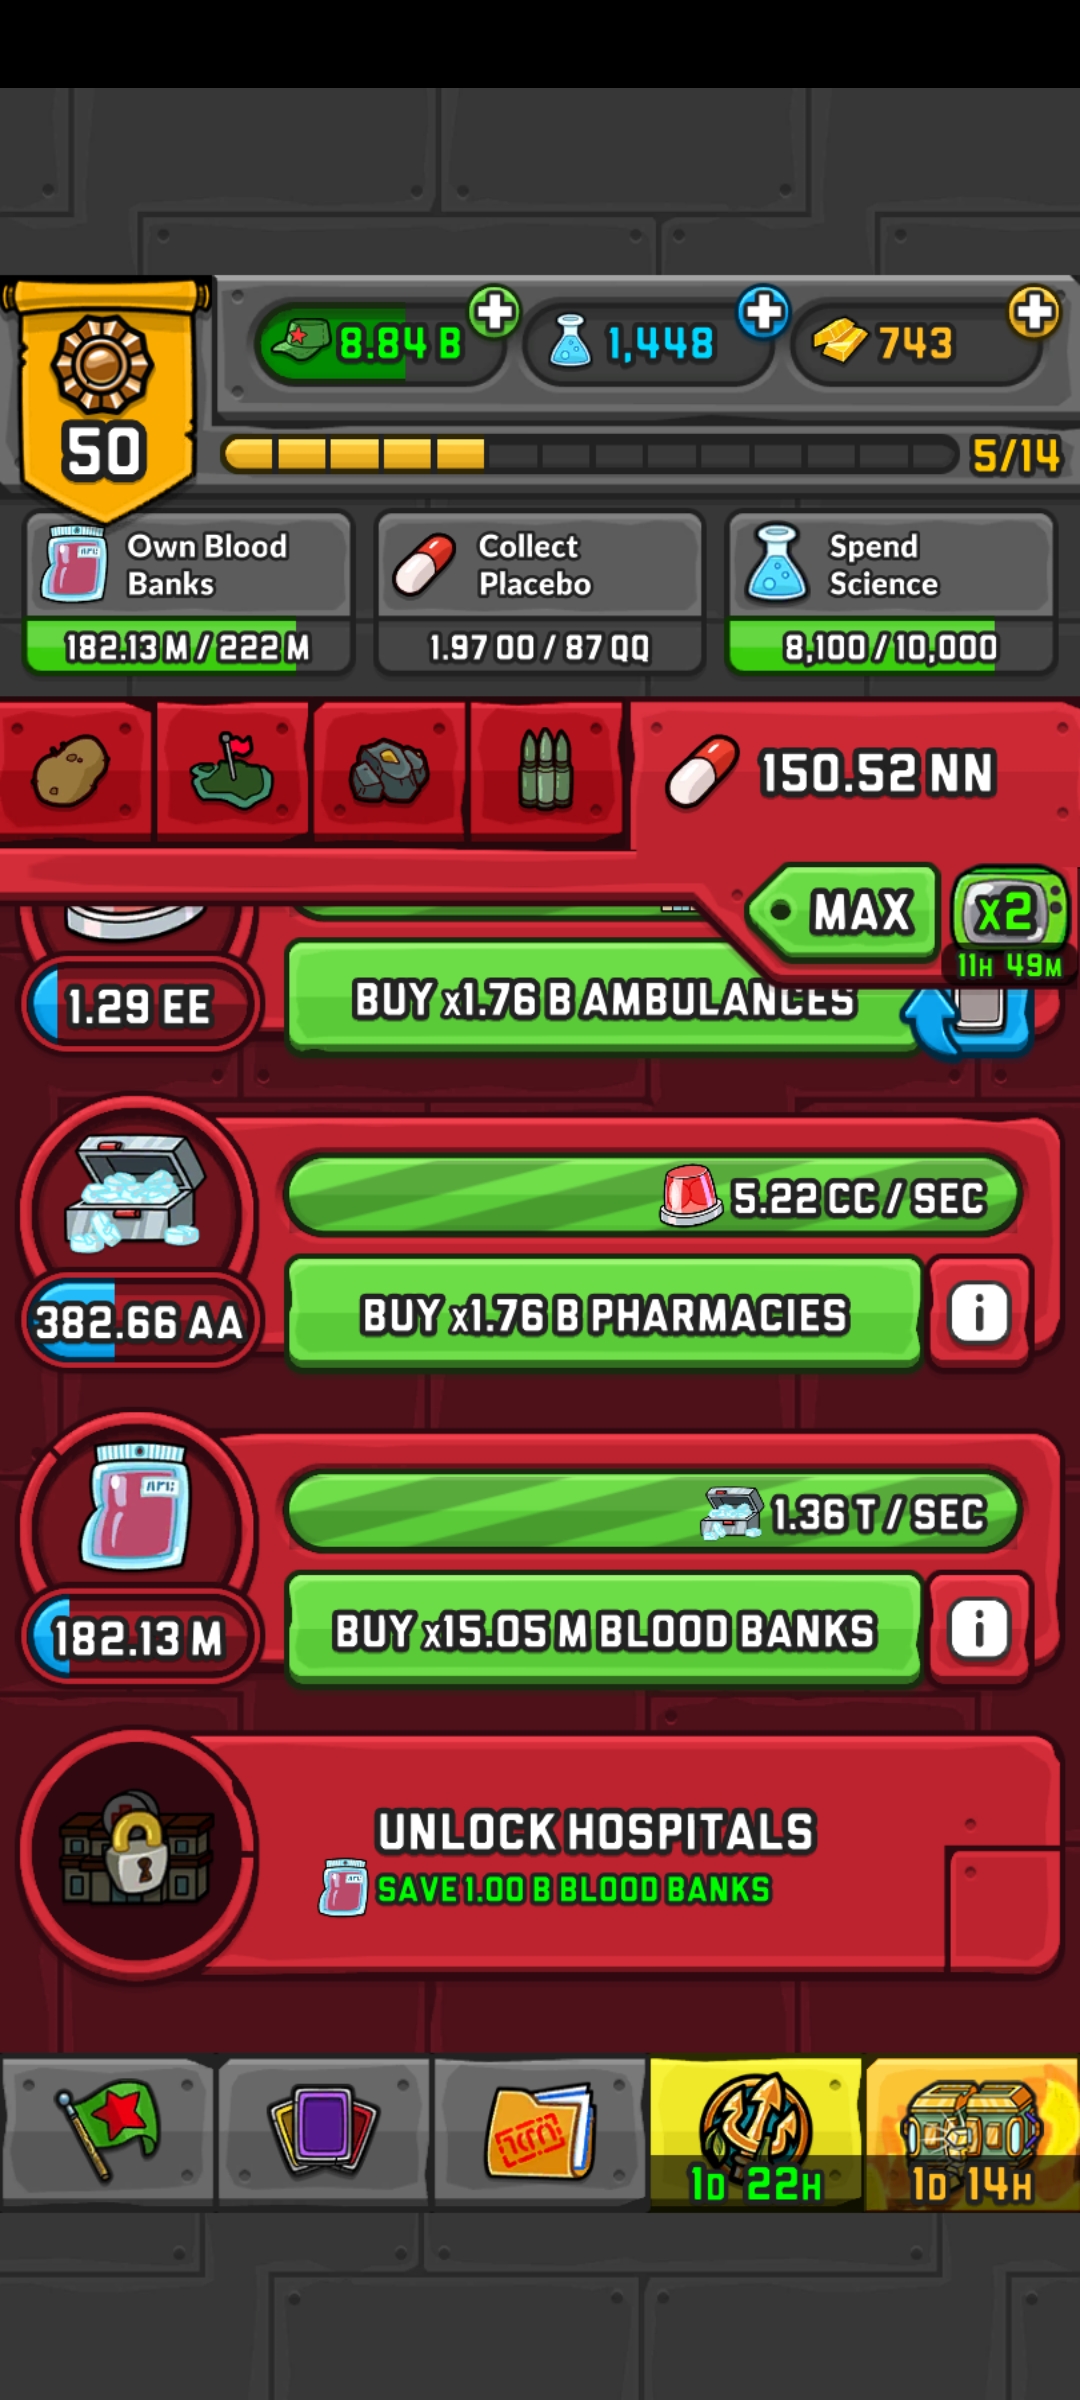 8.84 B
1,448
743
50
5/14
Own Blood
Banks
Collect
Placebo
Spend
Science
182.13 M / 222 M
1.97 OO / 87 QQ
8,100 / 10,000
150.52 NN
MAX
X2
11H 49M
1.29 EE
BUY x1.76 B AMBULANCES
5.22 CC / SEC
382.66 AA
BUY x1.76 B PHARMACIES
i
1.36 T / SEC
182.13 M
BUY x15.05 M BLOOD BANKS
i
UNLOCK HOSPITALS
SAVE 1.00 B BLOOD BANKS
1D 22H
1D 14H